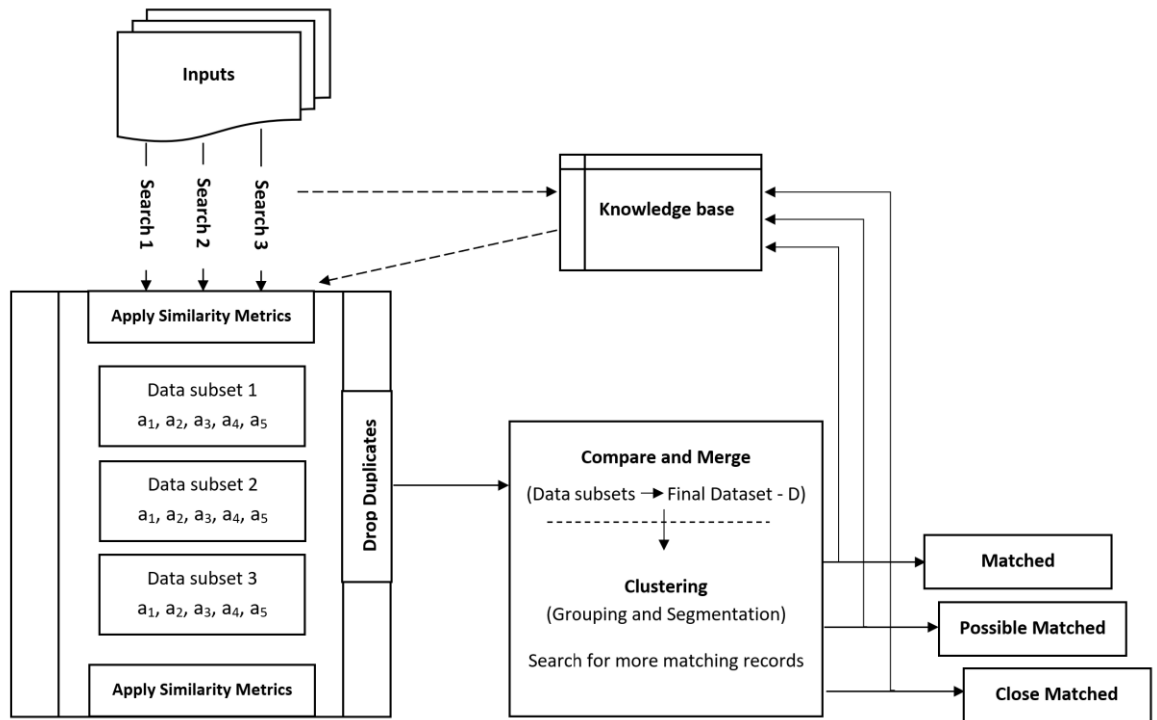 Inputs
Search 1
Search 2
Search 3
Knowledge base
Apply Similarity Metrics
Data subset 1
a₁, a₂, a₃, a₄, a₅
Data subset 2
a₁, a₂, a₃, a₄, a₅
Data subset 3
a₁, a₂, a₃, a₄, a₅
Apply Similarity Metrics
Drop Duplicates
Compare and Merge
(Data subsets → Final Dataset - D)
Clustering
(Grouping and Segmentation)
Search for more matching records
Matched
Possible Matched
Close Matched